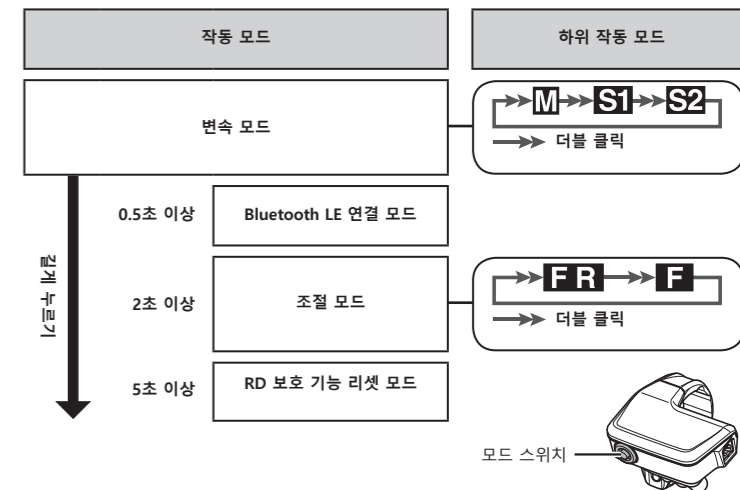 작동 모드
하위 작동 모드
변속 모드
M S1 S2
더블 클릭
길게 누르기
0.5초 이상
Bluetooth LE 연결 모드
2초 이상
조절 모드
F R F
더블 클릭
5초 이상
RD 보호 기능 리셋 모드
모드 스위치